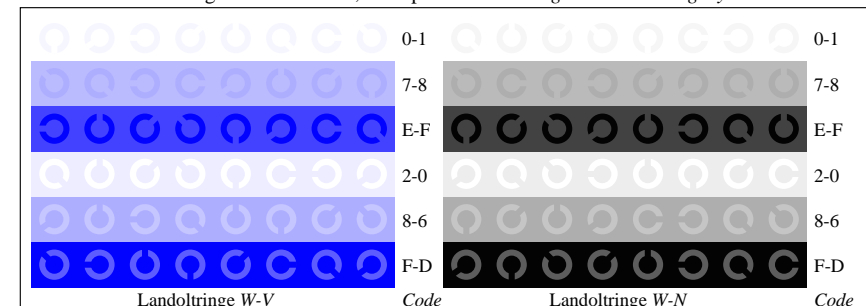 0-1 0-1
7-8 7-8
E-F E-F
2-0 2-0
8-6 8-6
F-D F-D
Landoltringe W-V Code Landoltringe W-N Code